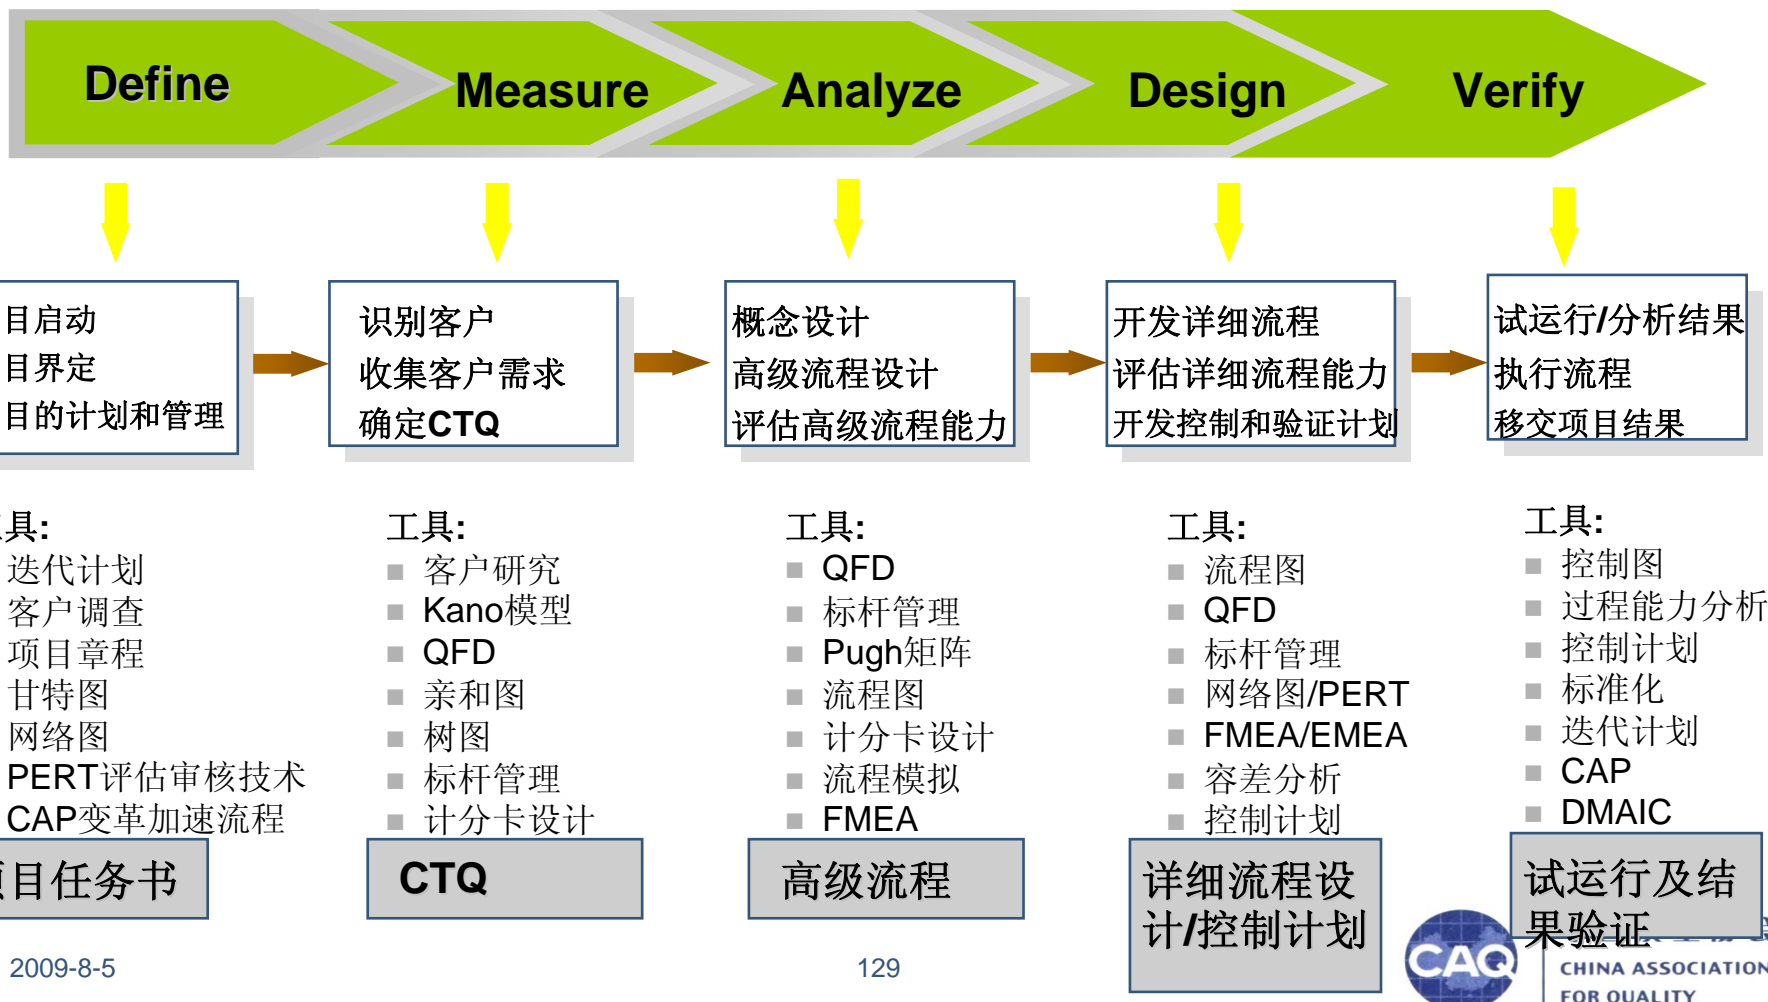 Define
Measure
Analyze
Design
Verify
目启动
目界定
目的计划和管理
识别客户
收集客户需求
确定CTQ
概念设计
高级流程设计
评估高级流程能力
开发详细流程
评估详细流程能力
开发控制和验证计划
试运行/分析结果
执行流程
移交项目结果
具:
迭代计划
客户调查
项目章程
甘特图
网络图
PERT评估审核技术
CAP变革加速流程
工具:
客户研究
Kano模型
QFD
亲和图
树图
标杆管理
计分卡设计
工具:
QFD
标杆管理
Pugh矩阵
流程图
计分卡设计
流程模拟
FMEA
工具:
流程图
QFD
标杆管理
网络图/PERT
FMEA/EMEA
容差分析
控制计划
工具:
控制图
过程能力分析
控制计划
标准化
迭代计划
CAP
DMAIC
项目任务书
CTQ
高级流程
详细流程设
计/控制计划
试运行及结
果验证
2009-8-5
129
CAQ
CHINA ASSOCIATION
FOR QUALITY